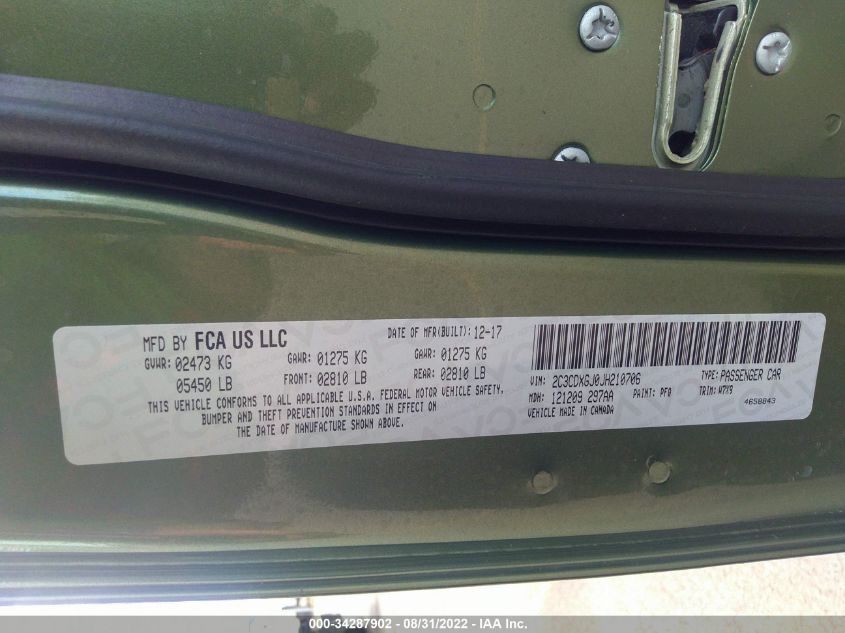 MFD BY FCA US LLC
DATE OF MFR(BUILT): 12-17
GVWR: 02473 KG GAWR: 01275 KG GAWR: 01275 KG
05450 LB FRONT: 02810 LB REAR: 02810 LB
THIS VEHICLE CONFORMS TO ALL APPLICABLE U.S.A. FEDERAL MOTOR VEHICLE SAFETY,
BUMPER AND THEFT PREVENTION STANDARDS IN EFFECT ON
THE DATE OF MANUFACTURE SHOWN ABOVE.
VIN: 2C3CDXGJ0JH210706 TYPE: PASSENGER CAR
MDH: 121209 297AA PAINT: PF0 TRIM:
VEHICLE MADE IN CANADA
4658843
000-34287902 - 08/31/2022 - IAA Inc.